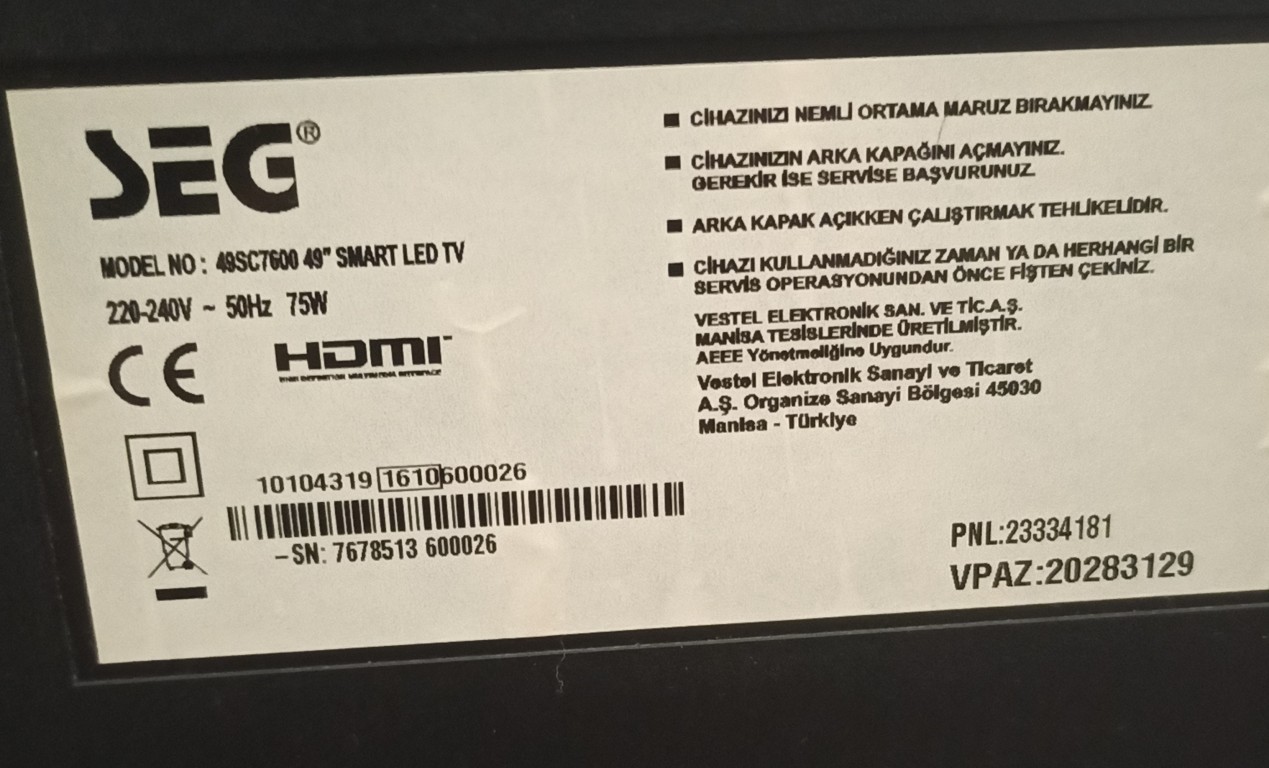 SEG®
MODEL NO : 49SC7600 49" SMART LED TV
220-240V ~ 50Hz 75W
CE HDMI
HIGH DEFINITION MULTIMEDIA INTERFACE
10104319 1610600026
-SN: 7678513 600026
■ CİHAZINIZI NEMLİ ORTAMA MARUZ BIRAKMAYINIZ.
■ CİHAZINIZIN ARKA KAPAĞINI AÇMAYINIZ.
GEREKİR İSE SERVİSE BAŞVURUNUZ.
■ ARKA KAPAK AÇIKKEN ÇALIŞTIRMAK TEHLİKELİDİR.
■ CİHAZI KULLANMADIĞINIZ ZAMAN YA DA HERHANGİ BİR
SERVİS OPERASYONUNDAN ÖNCE FİŞTEN ÇEKİNİZ.
VESTEL ELEKTRONİK SAN. VE TİC.A.Ş.
MANİSA TESİSLERİNDE ÜRETİLMİŞTİR.
AEEE Yönetmeliğine Uygundur.
Vestel Elektronik Sanayi ve Ticaret
A.Ş. Organize Sanayi Bölgesi 45030
Manisa - Türkiye
PNL:23334181
VPAZ:20283129